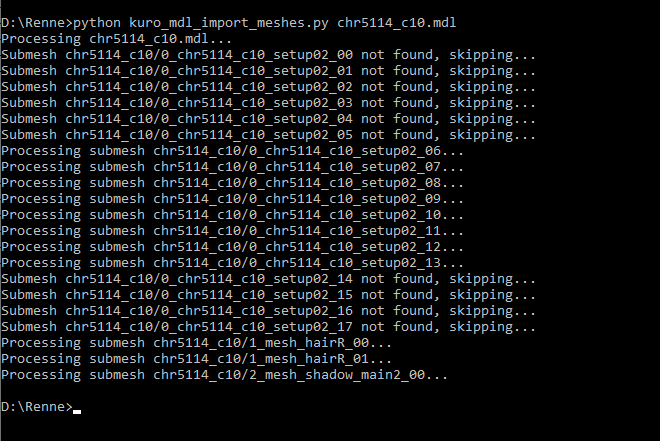 D:\Renne>python kuro_mdl_import_meshes.py chr5114_c10.mdl
Processing chr5114_c10.mdl...
Submesh chr5114_c10/0_chr5114_c10_setup02_00 not found, skipping...
Submesh chr5114_c10/0_chr5114_c10_setup02_01 not found, skipping...
Submesh chr5114_c10/0_chr5114_c10_setup02_02 not found, skipping...
Submesh chr5114_c10/0_chr5114_c10_setup02_03 not found, skipping...
Submesh chr5114_c10/0_chr5114_c10_setup02_04 not found, skipping...
Submesh chr5114_c10/0_chr5114_c10_setup02_05 not found, skipping...
Processing submesh chr5114_c10/0_chr5114_c10_setup02_06...
Processing submesh chr5114_c10/0_chr5114_c10_setup02_07...
Processing submesh chr5114_c10/0_chr5114_c10_setup02_08...
Processing submesh chr5114_c10/0_chr5114_c10_setup02_09...
Processing submesh chr5114_c10/0_chr5114_c10_setup02_10...
Processing submesh chr5114_c10/0_chr5114_c10_setup02_11...
Processing submesh chr5114_c10/0_chr5114_c10_setup02_12...
Processing submesh chr5114_c10/0_chr5114_c10_setup02_13...
Submesh chr5114_c10/0_chr5114_c10_setup02_14 not found, skipping...
Submesh chr5114_c10/0_chr5114_c10_setup02_15 not found, skipping...
Submesh chr5114_c10/0_chr5114_c10_setup02_16 not found, skipping...
Submesh chr5114_c10/0_chr5114_c10_setup02_17 not found, skipping...
Processing submesh chr5114_c10/1_mesh_hairR_00...
Processing submesh chr5114_c10/1_mesh_hairR_01...
Processing submesh chr5114_c10/2_mesh_shadow_main2_00...
D:\Renne>